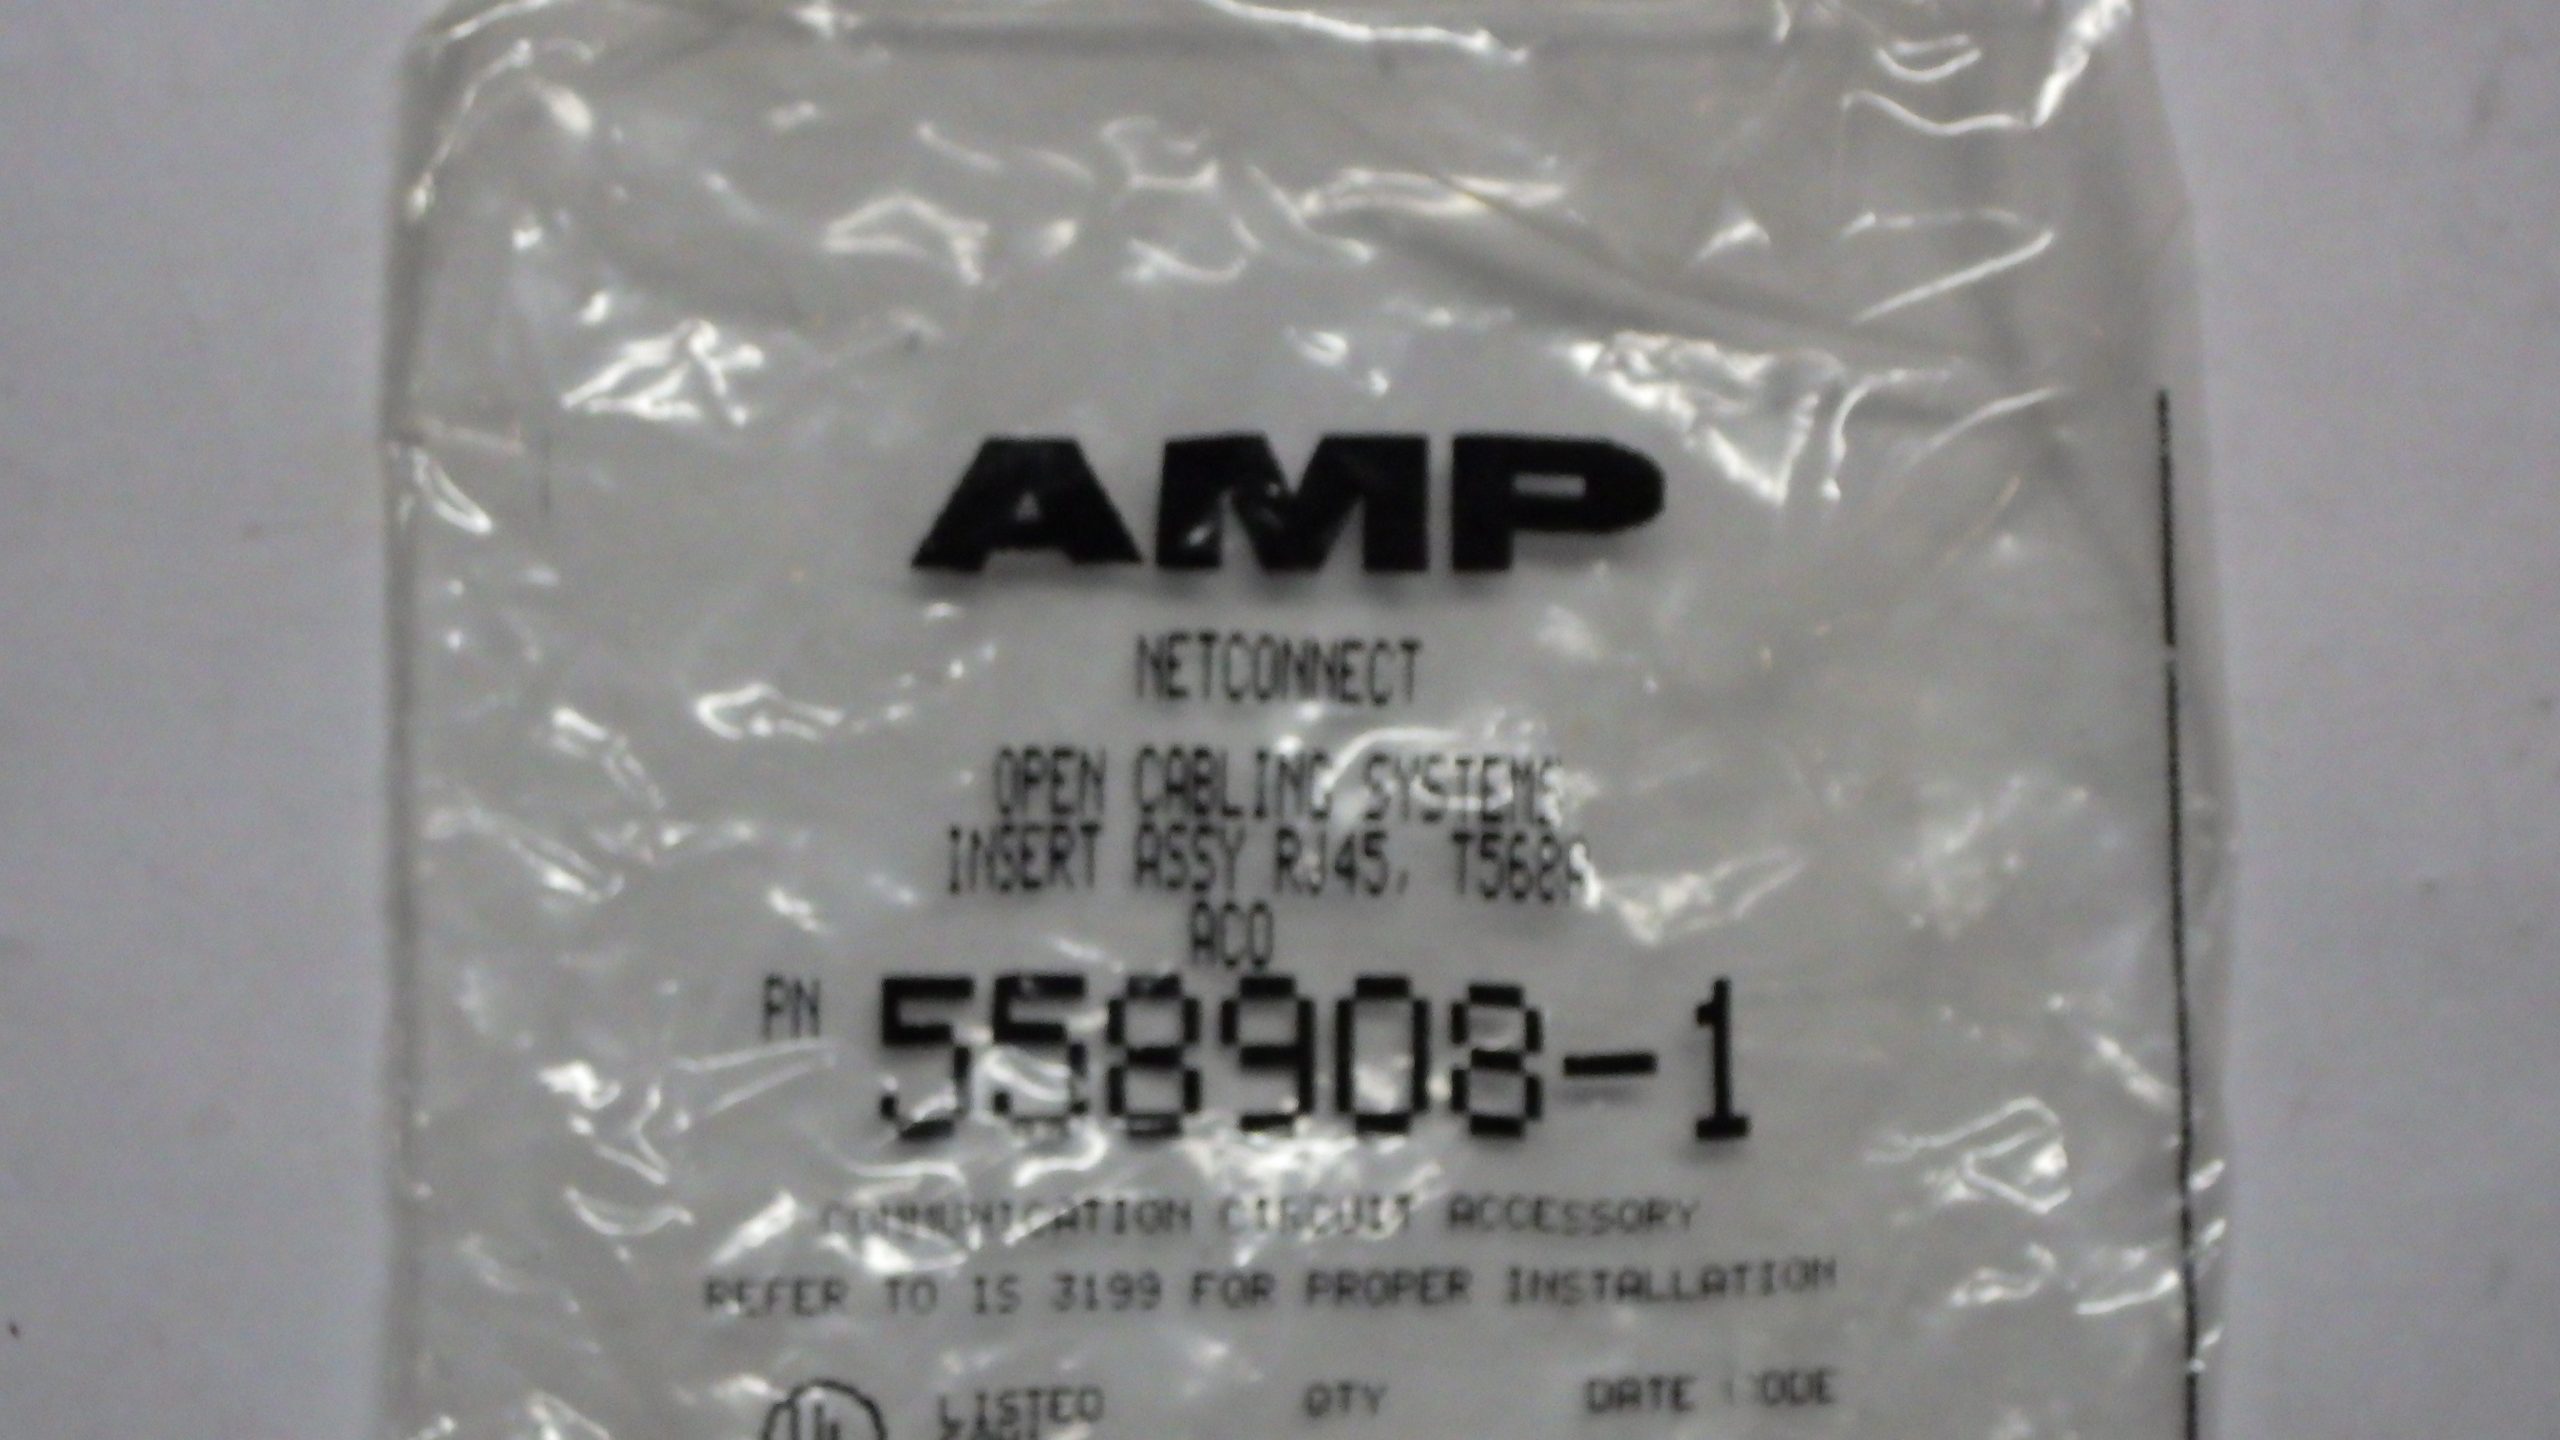 AMP
NETCONNECT
OPEN CABLING SYSTEMS
INSERT ASSY RJ45, T568A
ACO
PN 558908-1
COMMUNICATION CIRCUIT ACCESSORY
REFER TO IS 3199 FOR PROPER INSTALLATION
UL LISTED QTY DATE CODE